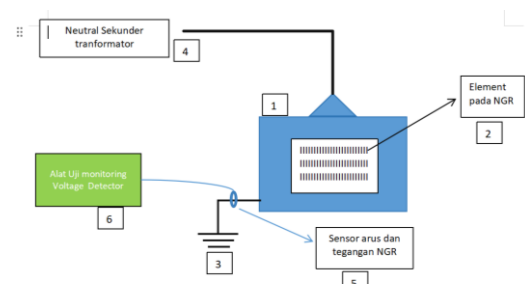 Neutral Sekunder
tranformator
4
1
Element
pada NGR
2
Alat Uji monitoring
Voltage Detector
6
3
Sensor arus dan
tegangan NGR
5